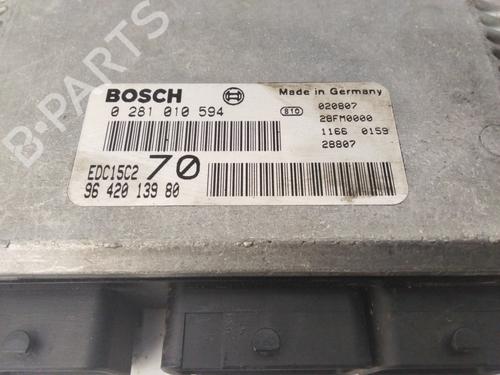 BOSCH
Made in Germany
0 281 010 594
810
020807
28FM0000
1166 0159
28807
EDC15C2 70
96 420 139 80
B-PARTS